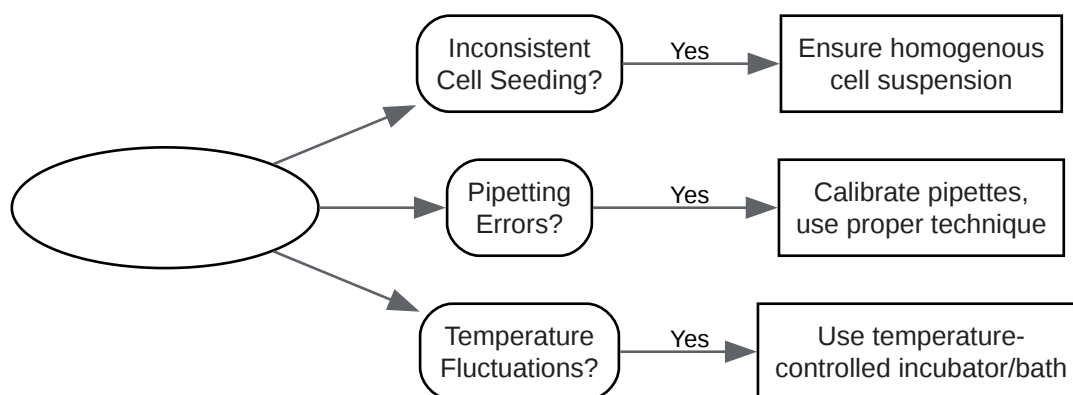 Inconsistent
Cell Seeding?
Yes
Ensure homogenous
cell suspension
Pipetting
Errors?
Yes
Calibrate pipettes,
use proper technique
Temperature
Fluctuations?
Yes
Use temperature-
controlled incubator/bath